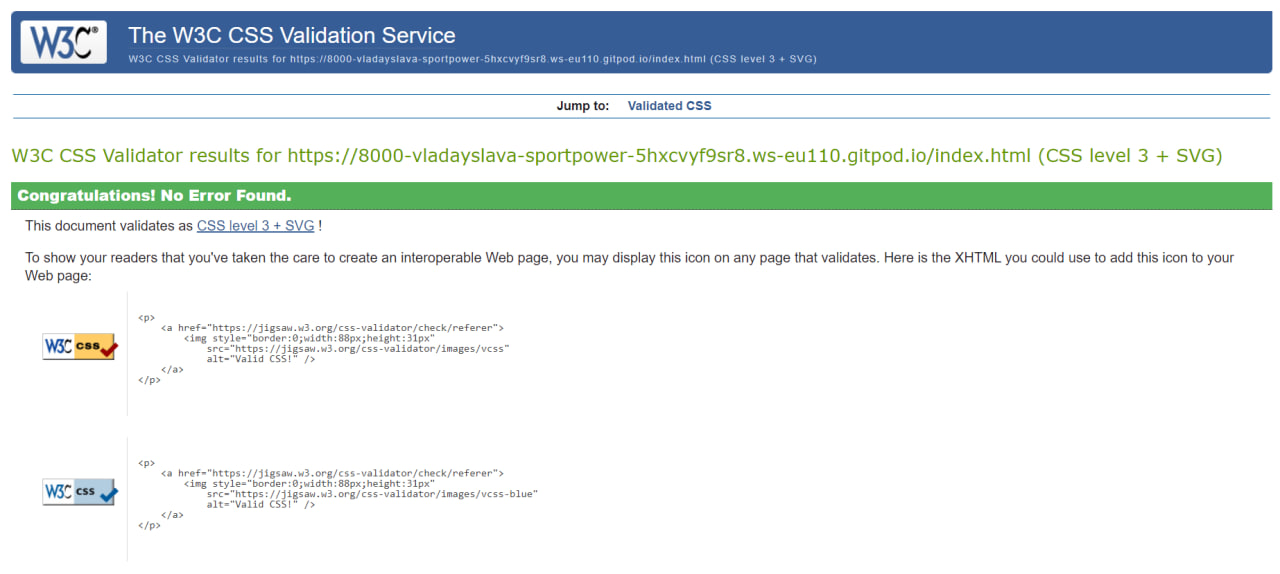 W3C®
The W3C CSS Validation Service
W3C CSS Validator results for https://8000-vladayslava-sportpower-5hxcvyf9sr8.ws-eu110.gitpod.io/index.html (CSS level 3 + SVG)
Jump to: Validated CSS
W3C CSS Validator results for https://8000-vladayslava-sportpower-5hxcvyf9sr8.ws-eu110.gitpod.io/index.html (CSS level 3 + SVG)
Congratulations! No Error Found.
This document validates as CSS level 3 + SVG !
To show your readers that you've taken the care to create an interoperable Web page, you may display this icon on any page that validates. Here is the XHTML you could use to add this icon to your
Web page:
W3C css
<p>
<a href="https://jigsaw.w3.org/css-validator/check/referer">
<img style="border:0;width:88px;height:31px"
src="https://jigsaw.w3.org/css-validator/images/vcss"
alt="Valid CSS!" />
</a>
</p>
W3C css
<p>
<a href="https://jigsaw.w3.org/css-validator/check/referer">
<img style="border:0;width:88px;height:31px"
src="https://jigsaw.w3.org/css-validator/images/vcss-blue"
alt="Valid CSS!" />
</a>
</p>